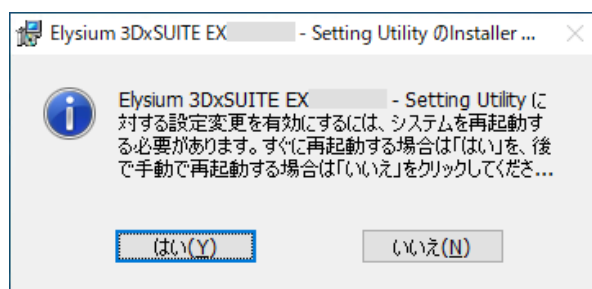 Elysium 3DxSUITE EX - Setting Utility のInstaller ...
Elysium 3DxSUITE EX - Setting Utility に
対する設定変更を有効にするには、システムを再起動す
る必要があります。すぐに再起動する場合は「はい」を、後
で手動で再起動する場合は「いいえ」をクリックしてくださ...
はい(Y)
いいえ(N)